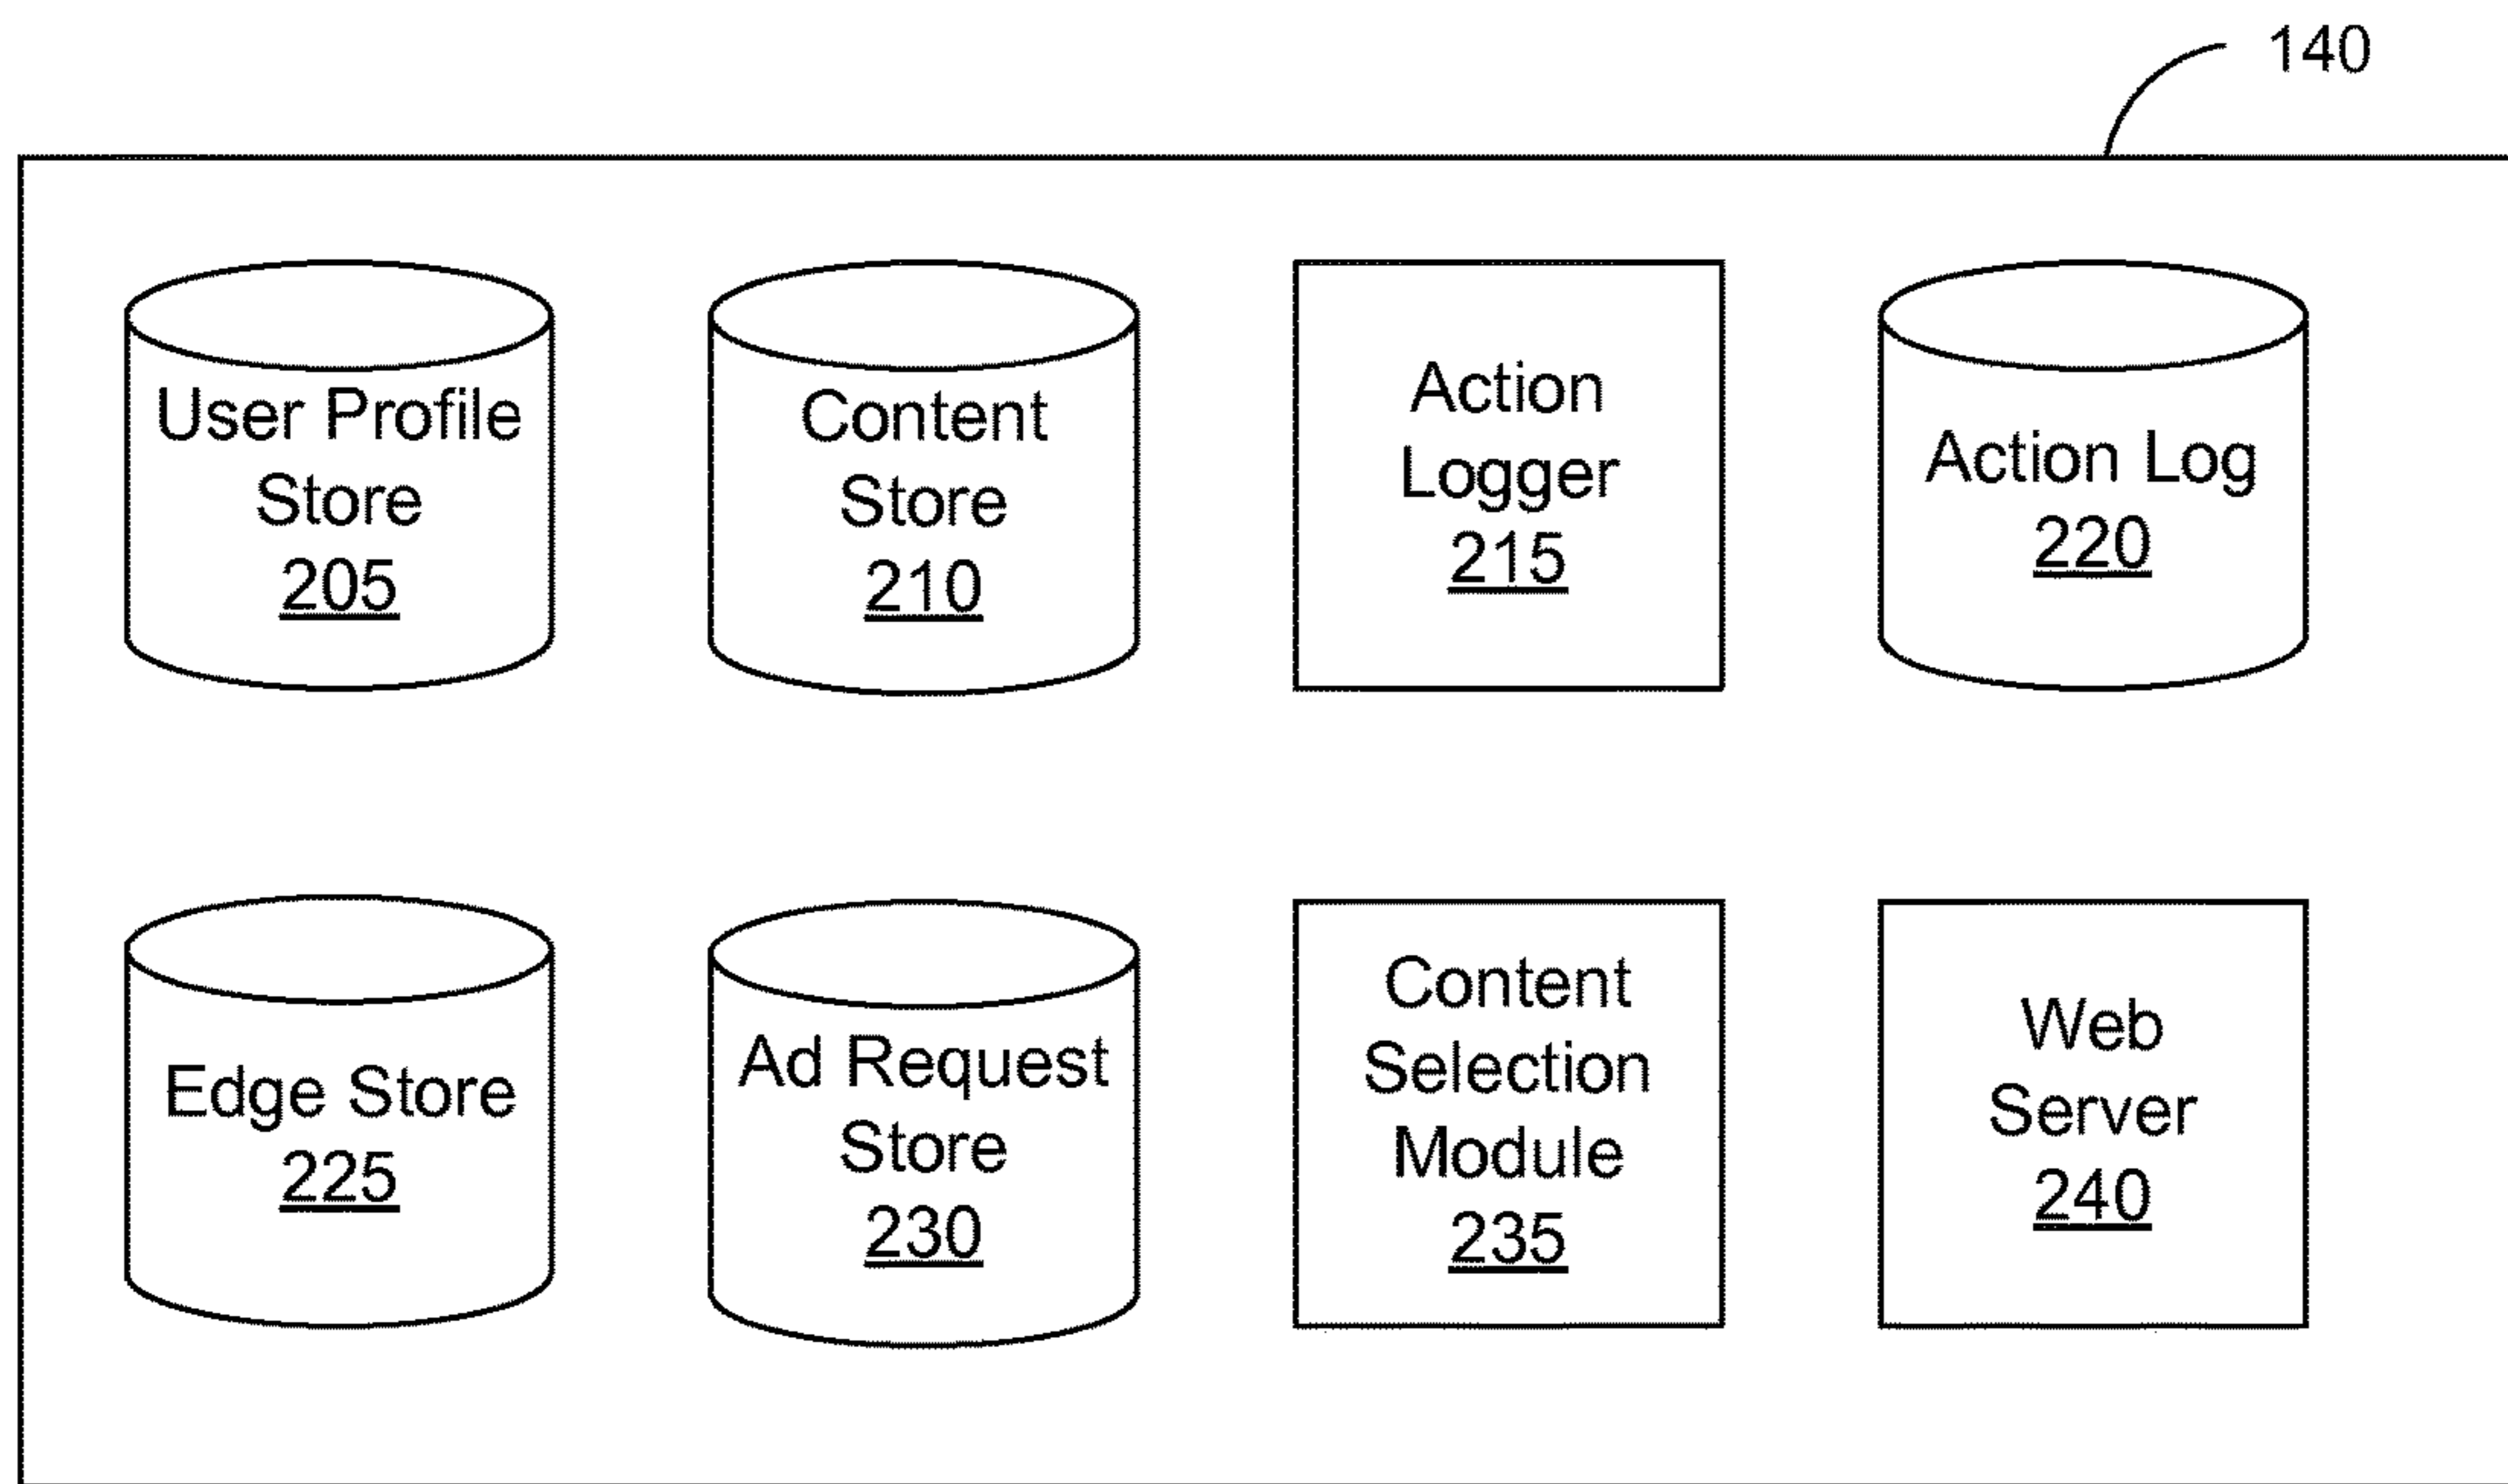 140
User Profile
Store
205
Content
Store
210
Action
Logger
215
Action Log
220
Edge Store
225
Ad Request
Store
230
Content
Selection
Module
235
Web
Server
240